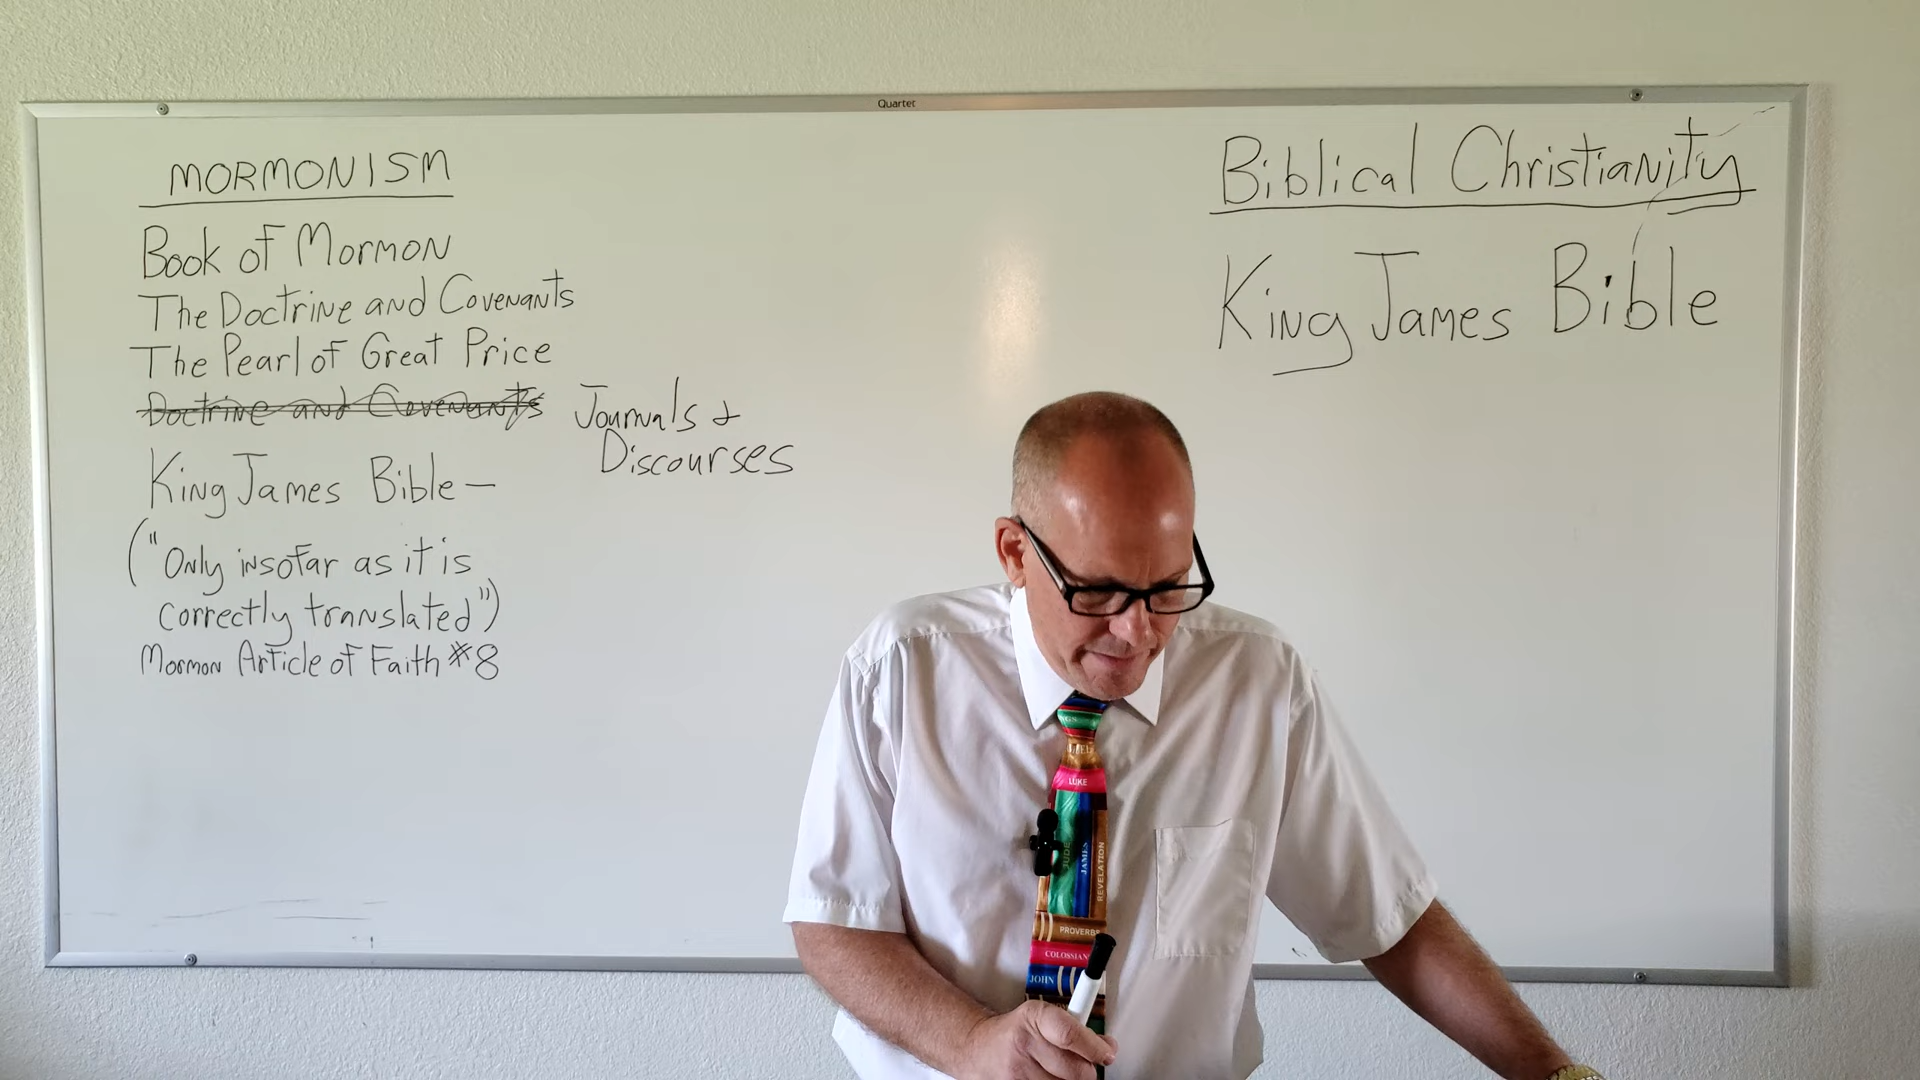 Quartet
MORMONISM
Book of Mormon
The Doctrine and Covenants
The Pearl of Great Price
Doctrine and Covenants
Journals &
Discourses
King James Bible —
("Only insofar as it is
correctly translated")
Mormon Article of Faith #8
Biblical Christianity
King James Bible
LUKE
JUDE
JAMES
REVELATION
PROVERBS
COLOSSIAN
JOHN